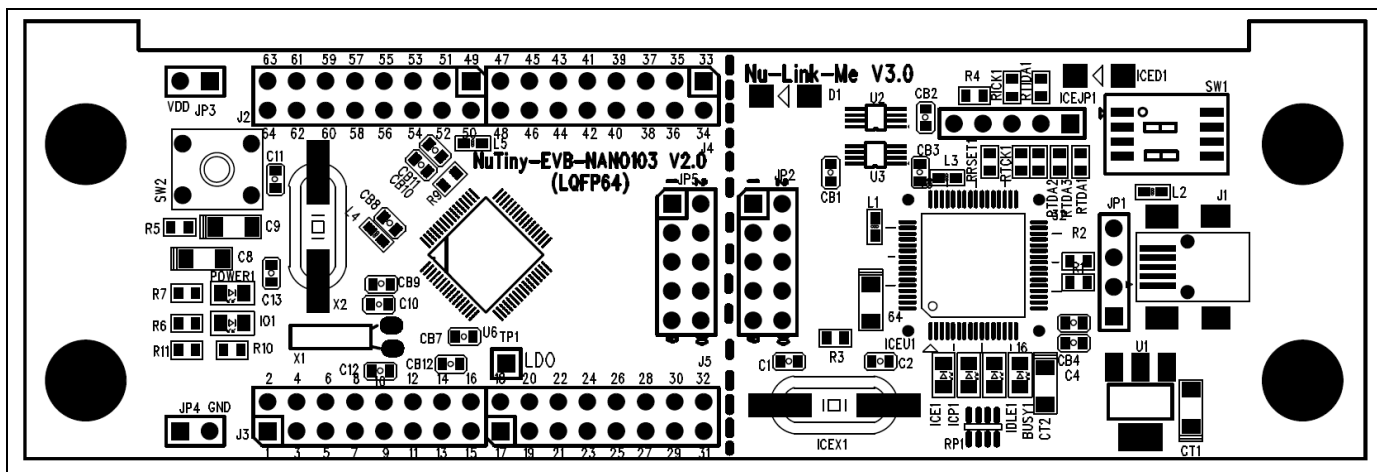 63 61 59 57 55 53 51 49 47 45 43 41 39 37 35 33
VDD JP3
J2
64 62 60 58 56 54 52 50 48 46 44 42 40 38 36 34
J4
L5
NuTiny-EVB-NANO103 V2.0
(LQFP64)
SW2
C11
CB11
CB10
R9
CB8
L4
R5
C9
C8
POWER1
C13
R7
X2
CB9
C10
R6
IO1
R11
R10
X1
CB7
U6
TP1
LDO
C12
CB12
JP5
1 2
J5
2 4 6 8 10 12 14 16 18 20 22 24 26 28 30 32
JP4 GND
J3
1 3 5 7 9 11 13 15 17 19 21 23 25 27 29 31
Nu-Link-Me V3.0
D1
U2
CB2
R4
RICK1
RTDA1
ICED1
ICEJP1
SW1
JP2
1 2
U3
CB1
CB3
L3
RRSET1
RTCK1
RTDA2
RTDA3
RTDA4
L2
J1
L1
32
JP1
R2
R1
64
ICEU1
R3
16
C1
C2
CB4
C4
U1
ICE1
ICP1
IDLE1
BUSY1
CT2
ICEX1
RP1
CT1